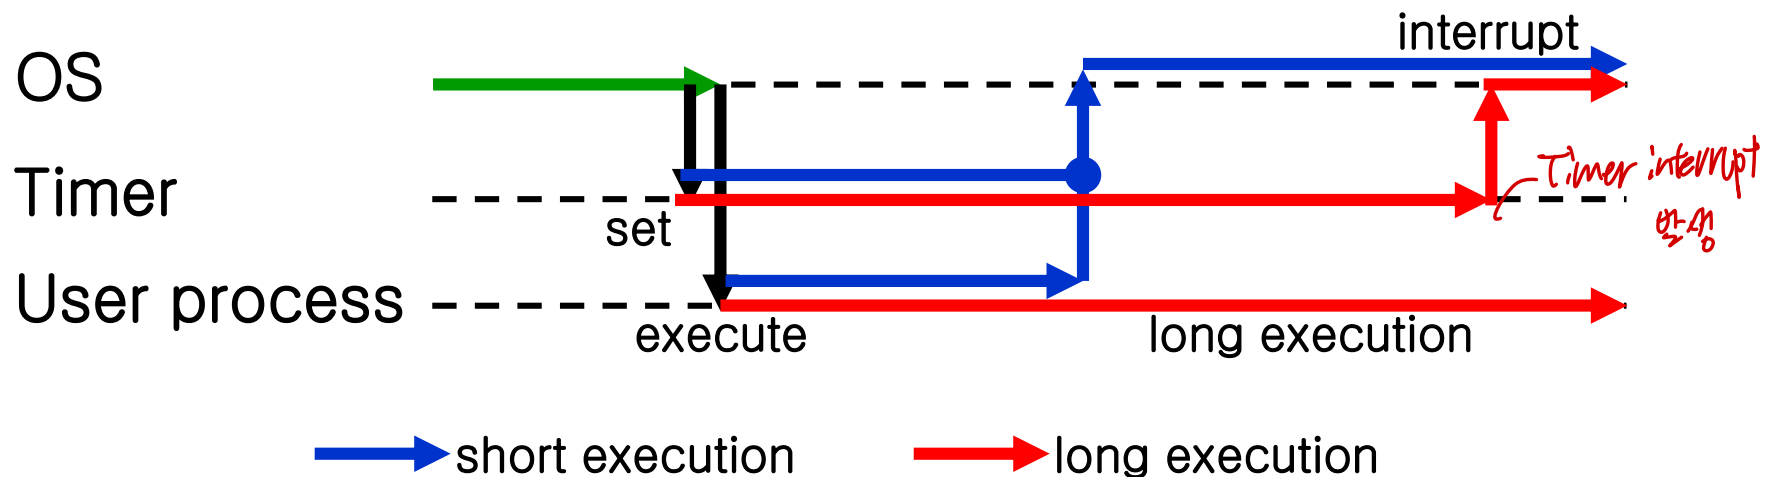 interrupt
OS
Timer interrupt
발생
Timer
set
User process
execute
long execution
short execution
long execution